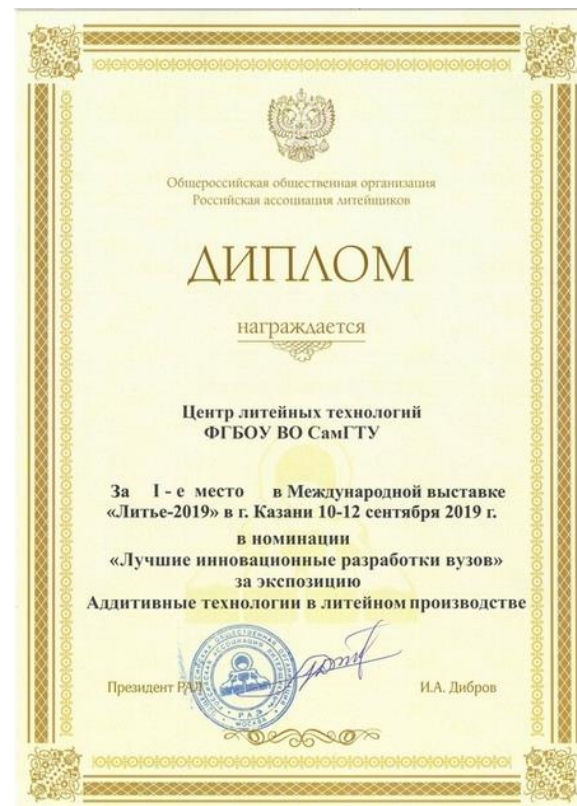 Общероссийская общественная организация
Российская ассоциация литейщиков
ДИПЛОМ
награждается
Центр литейных технологий
ФГБОУ ВО СамГТУ
За I - е место в Международной выставке
«Литье-2019» в г. Казани 10-12 сентября 2019 г.
в номинации
«Лучшие инновационные разработки вузов»
за экспозицию
Аддитивные технологии в литейном производстве
Президент РАЛ
И.А. Дибров